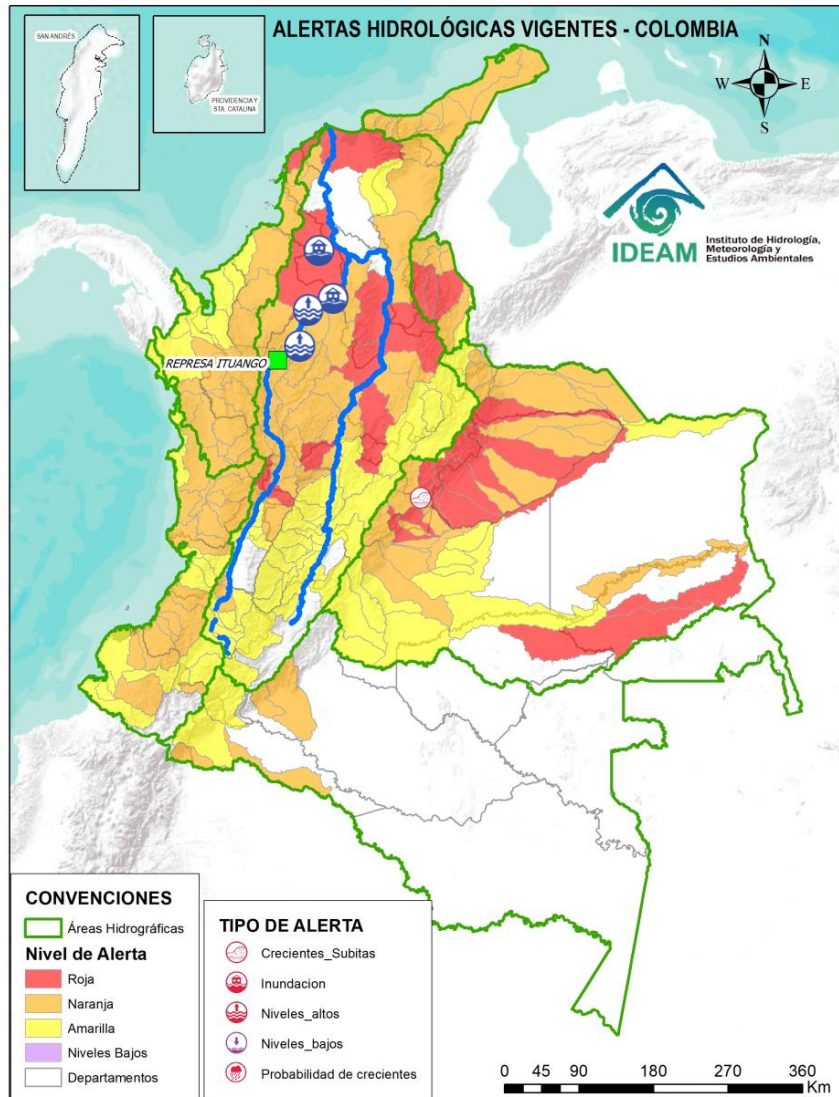 ALERTAS HIDROLÓGICAS VIGENTES - COLOMBIA
SAN ANDRÉS
PROVIDENCIA Y
STA. CATALINA
N
W
E
S
IDEAM
Instituto de Hidrología,
Meteorología y
Estudios Ambientales
REPRESA ITUANGO
CONVENCIONES
Áreas Hidrográficas
Nivel de Alerta
Roja
Naranja
Amarilla
Niveles Bajos
Departamentos
TIPO DE ALERTA
Crecientes_Subitas
Inundacion
Niveles_altos
Niveles_bajos
Probabilidad de crecientes
0 45 90 180 270 360
Km